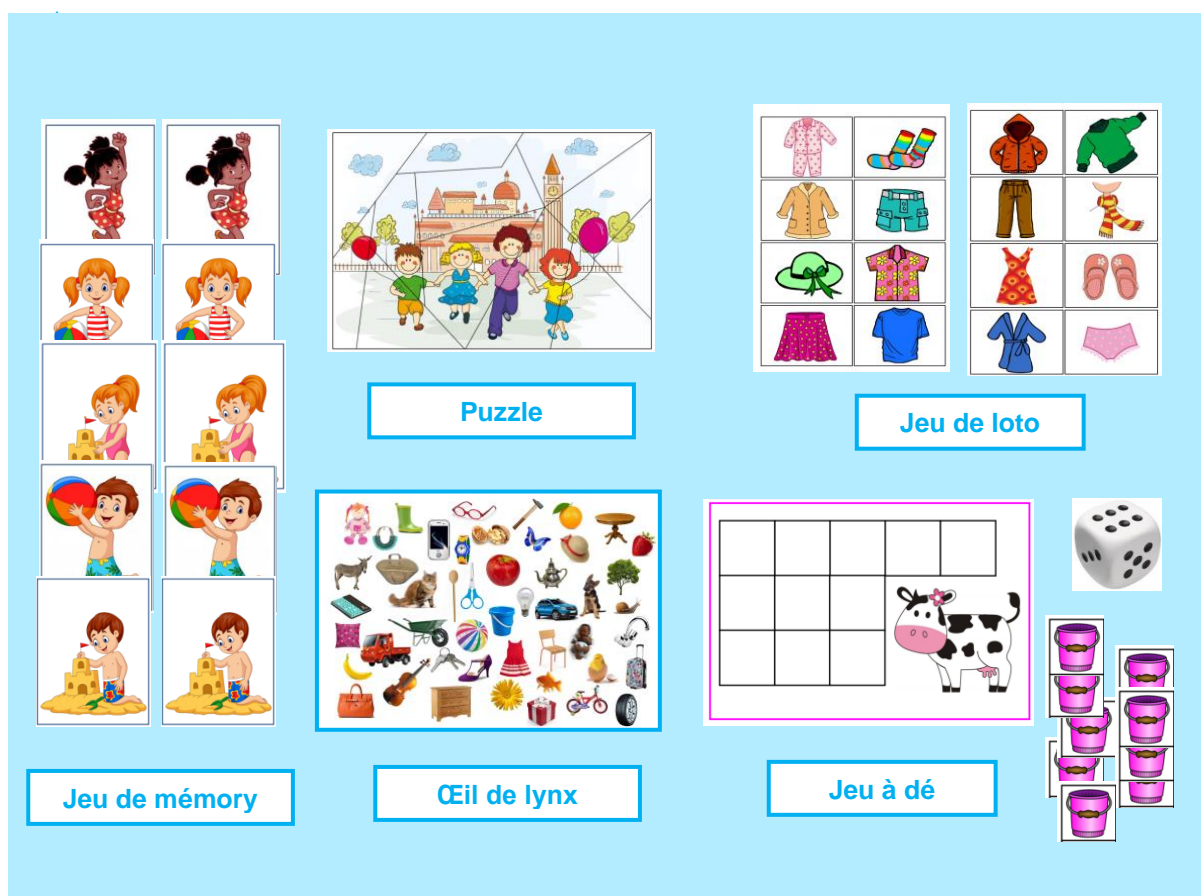 Puzzle
Jeu de loto
Jeu de mémory
Œil de lynx
Jeu à dé